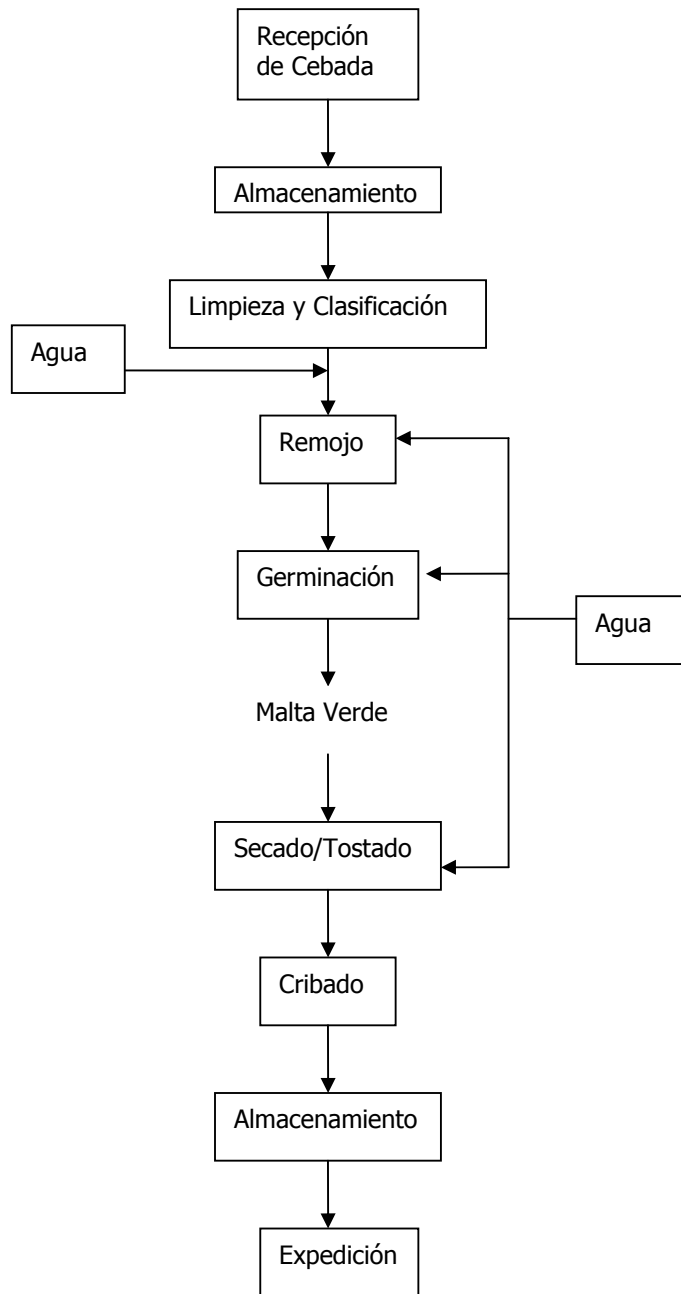 Recepción
de Cebada
Almacenamiento
Limpieza y Clasificación
Agua
Remojo
Germinación
Agua
Malta Verde
Secado/Tostado
Cribado
Almacenamiento
Expedición